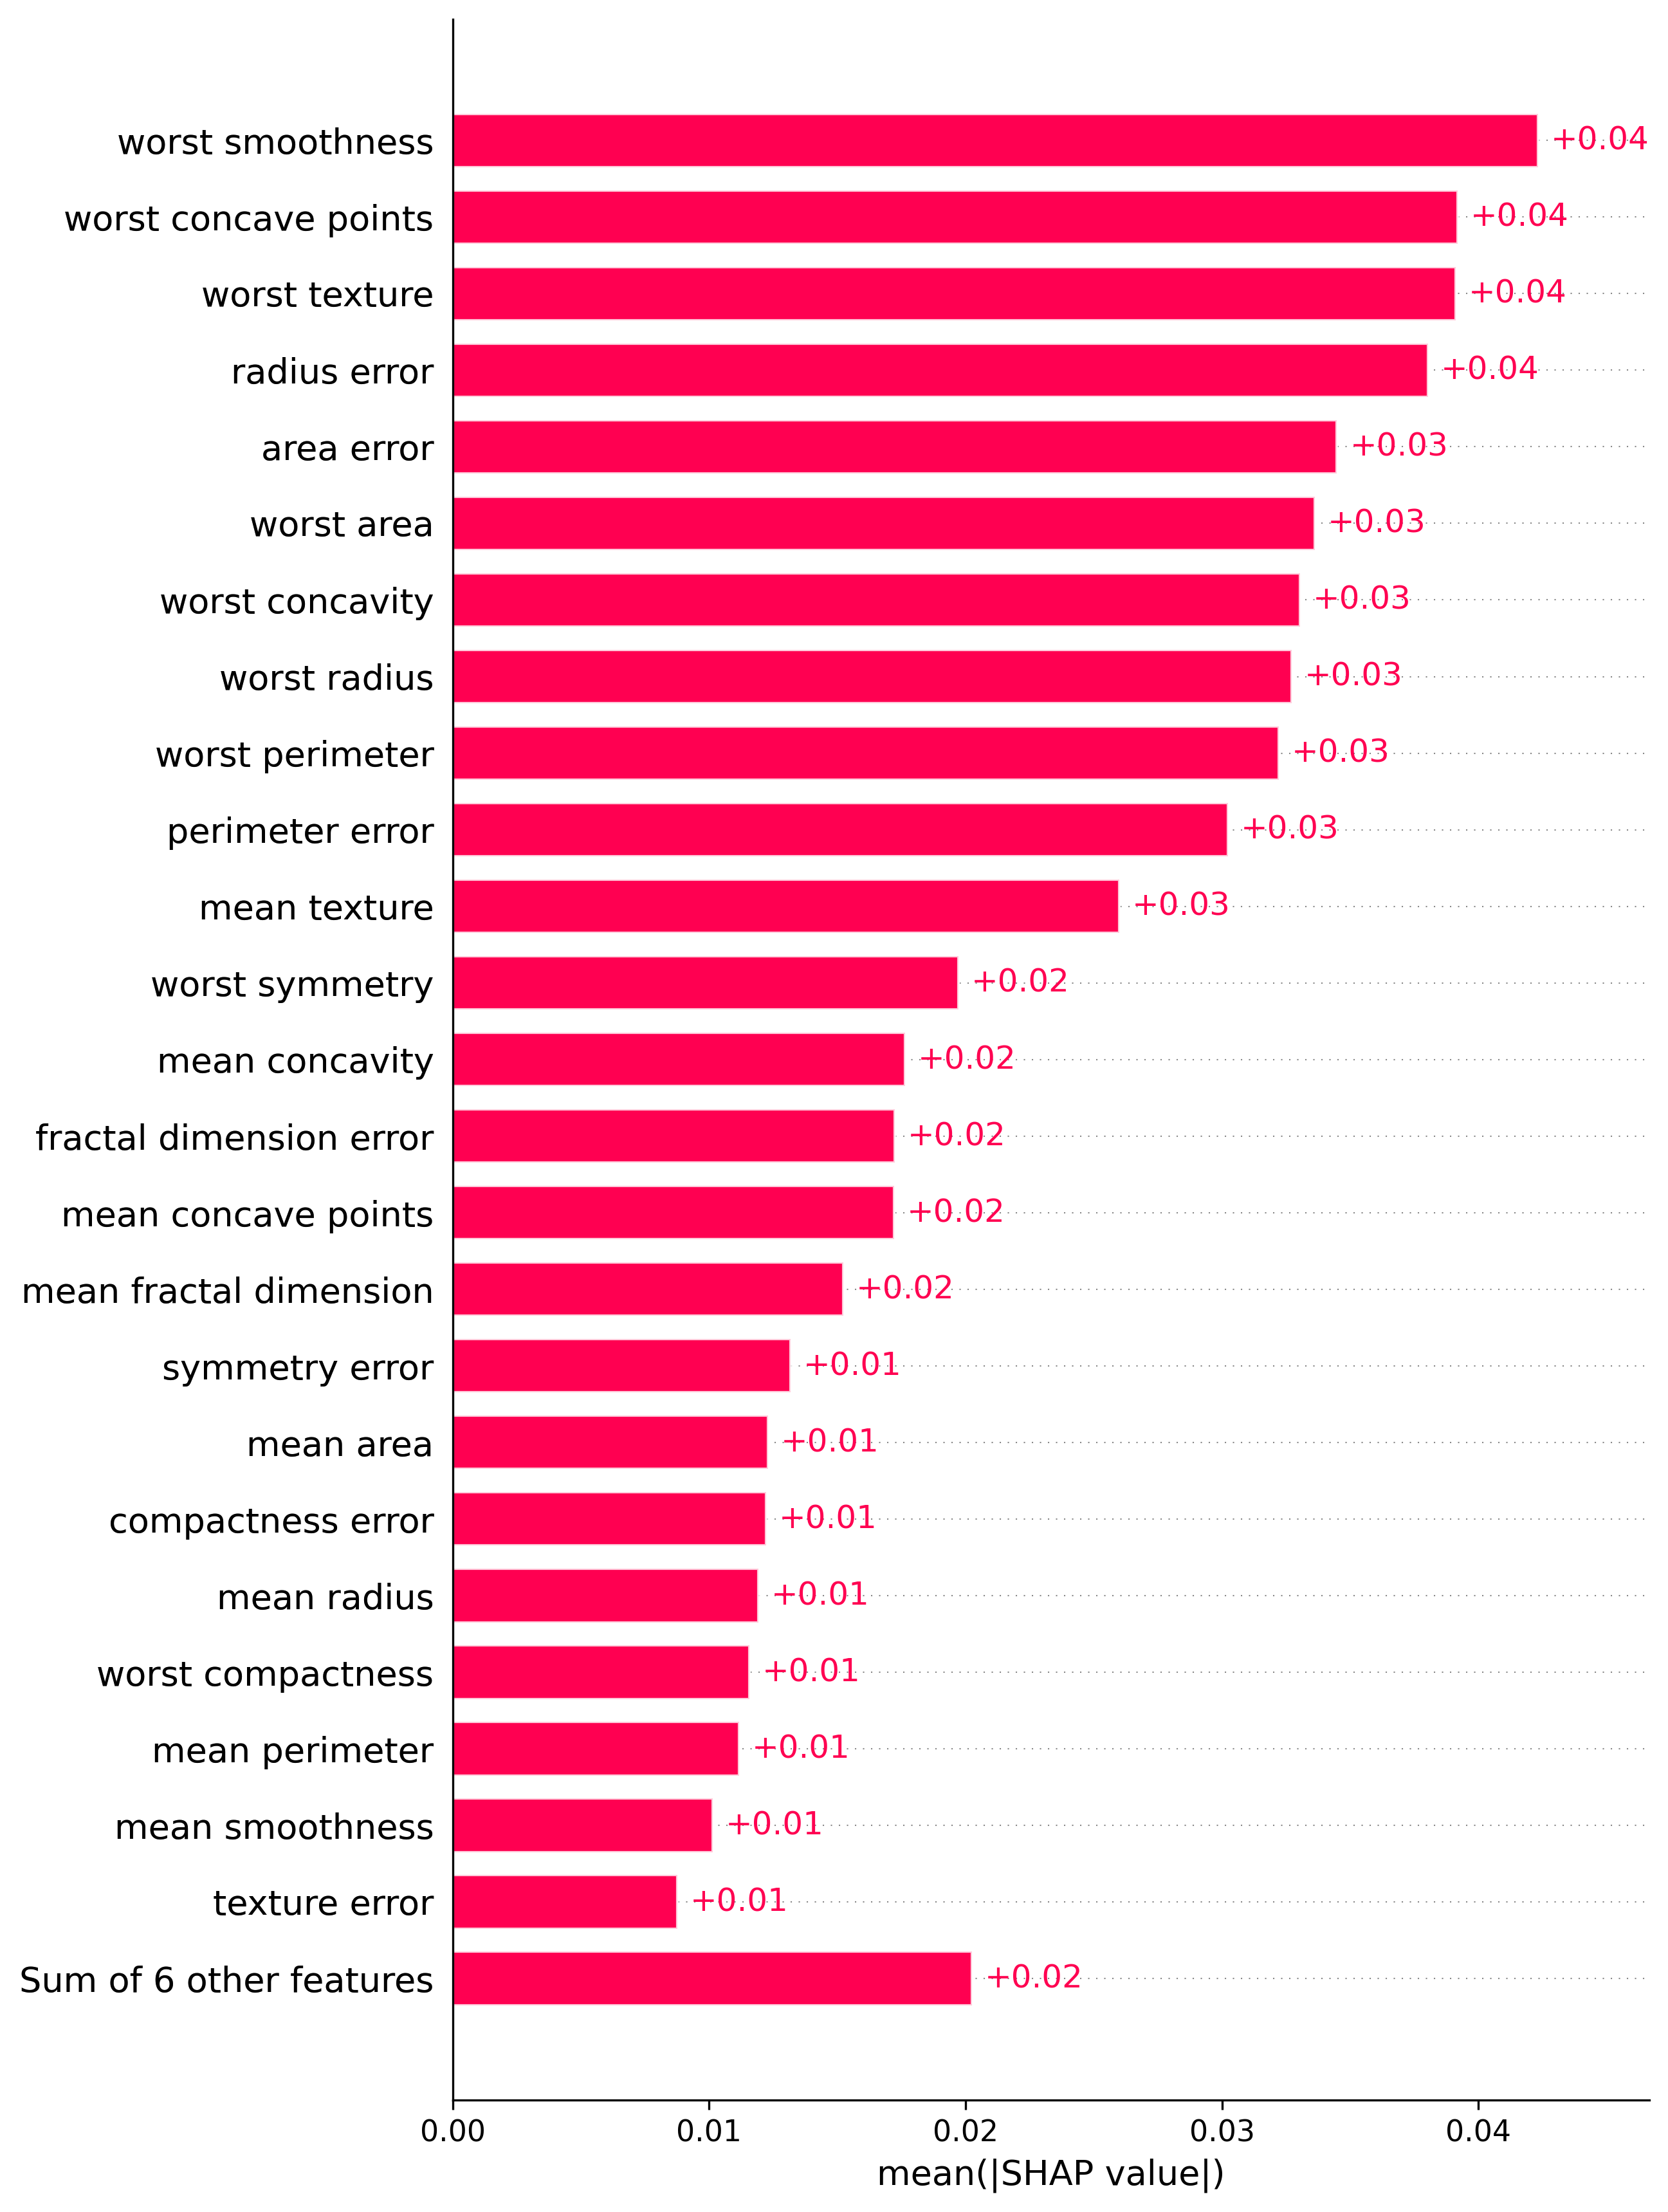 worst smoothness +0.04
worst concave points +0.04
worst texture +0.04
radius error +0.04
area error +0.03
worst area +0.03
worst concavity +0.03
worst radius +0.03
worst perimeter +0.03
perimeter error +0.03
mean texture +0.03
worst symmetry +0.02
mean concavity +0.02
fractal dimension error +0.02
mean concave points +0.02
mean fractal dimension +0.02
symmetry error +0.01
mean area +0.01
compactness error +0.01
mean radius +0.01
worst compactness +0.01
mean perimeter +0.01
mean smoothness +0.01
texture error +0.01
Sum of 6 other features +0.02
0.00 0.01 0.02 0.03 0.04
mean(|SHAP value|)